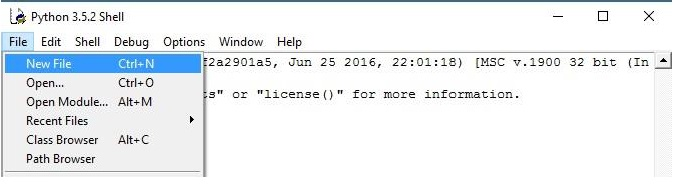 Python 3.5.2 Shell
File Edit Shell Debug Options Window Help
New File Ctrl+N
f2a2901a5, Jun 25 2016, 22:01:18) [MSC v.1900 32 bit (In
Open... Ctrl+O
ts" or "license()" for more information.
Open Module... Alt+M
Recent Files
Class Browser Alt+C
Path Browser